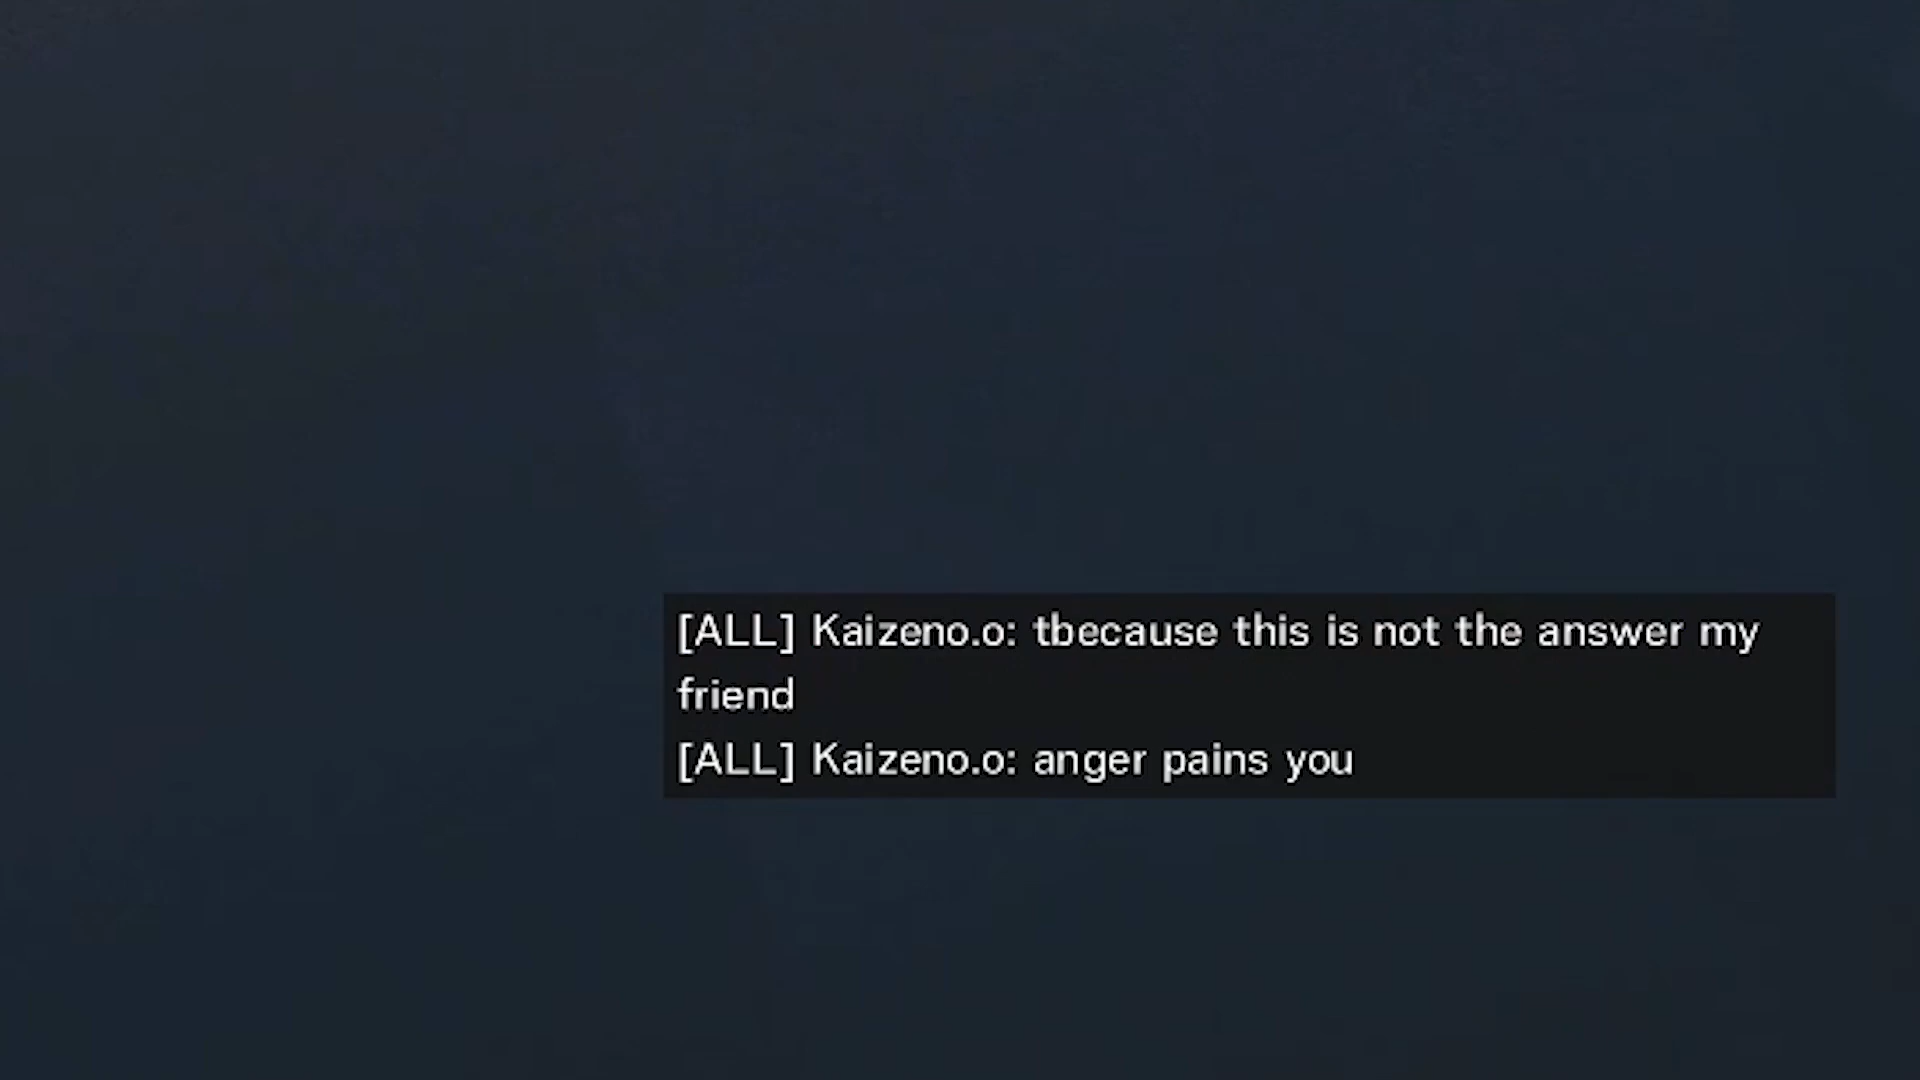 [ALL] Kaizeno.o: tbecause this is not the answer my
friend
[ALL] Kaizeno.o: anger pains you